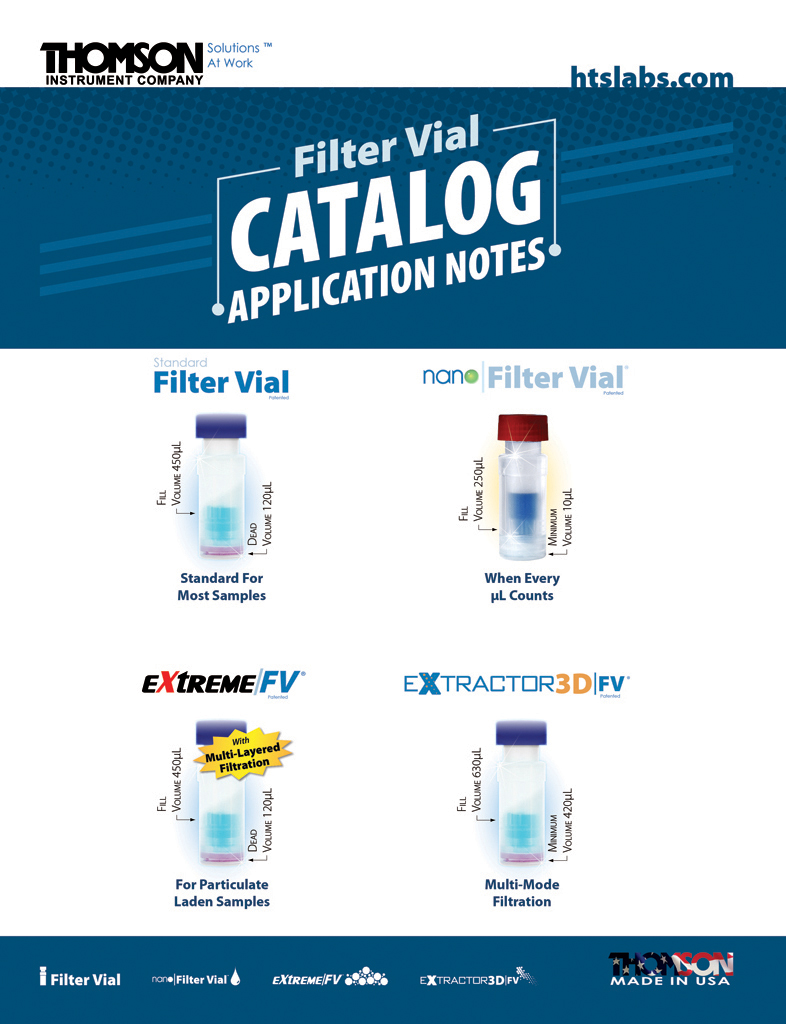 THOMSON
INSTRUMENT COMPANY
Solutions ™
At Work
htslabs.com
Filter Vial
CATALOG
APPLICATION NOTES
Standard
Filter Vial
Patented
Fill
Volume 450µL
Dead
Volume 120µL
Standard For
Most Samples
nano|Filter Vial®
Patented
Fill
Volume 250µL
Minimum
Volume 10µL
When Every
µL Counts
eXtreme/FV®
Patented
With
Multi-Layered
Filtration
Fill
Volume 450µL
Dead
Volume 120µL
For Particulate
Laden Samples
EXTRACTOR3D|FV®
Patented
Fill
Volume 630µL
Minimum
Volume 420µL
Multi-Mode
Filtration
Filter Vial
nano|Filter Vial
eXtreme/FV
EXTRACTOR3D|FV
THOMSON
MADE IN USA